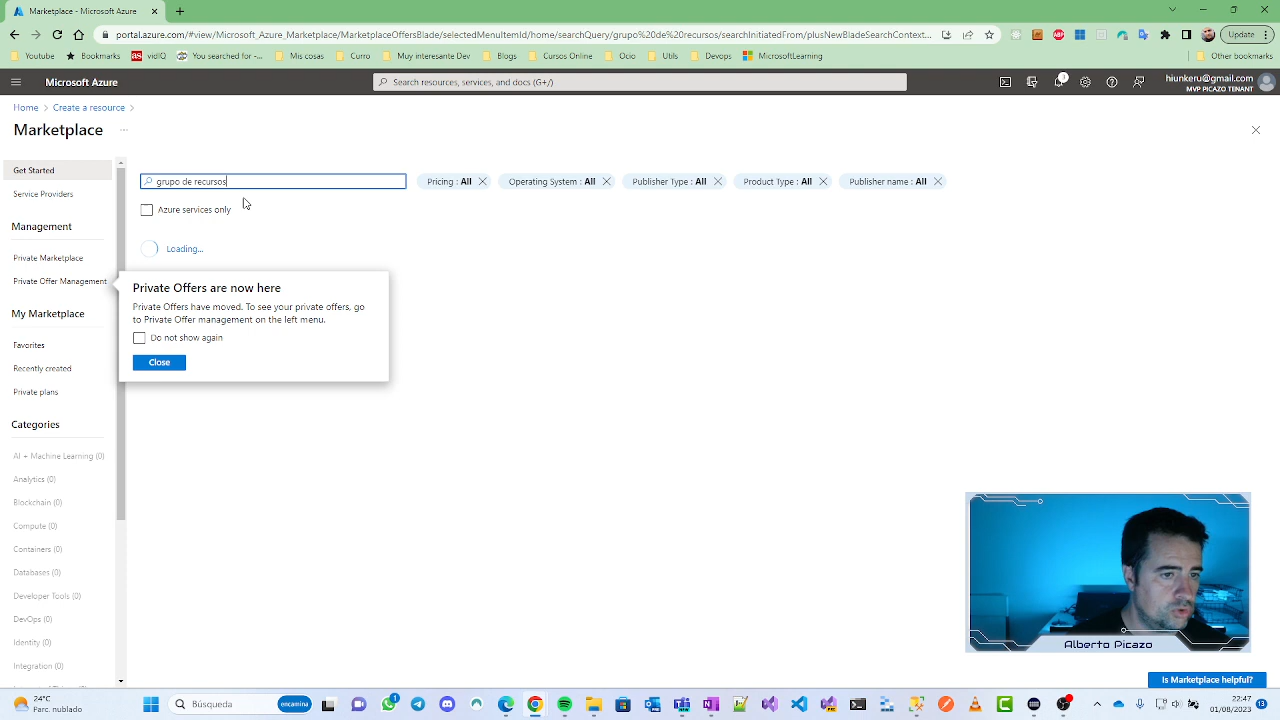 Marketplace - Microsoft Azure
portal.azure.com/#view/Microsoft_Azure_Marketplace/MarketplaceOffersBlade/selectedMenuItemId/home/searchQuery/grupo%20de%20recursos/searchInitiatedFrom/plusNewBladeSearchContext...
Update
Youtube
Bookmarks
vidIQ
You searched for -...
Mis cosas
Curro
Muy interesante Dev
Blogs
Cursos Online
Ocio
Utils
Devops
MicrosoftLearning
Other bookmarks
Microsoft Azure
Search resources, services, and docs (G+/)
1
hiunkeru@gmail.com
MVP PICAZO TENANT
Home > Create a resource >
Marketplace ...
Get Started
Service Providers
Management
Private Marketplace
Private Offer Management
My Marketplace
Favorites
Recently created
Private plans
Categories
AI + Machine Learning (0)
Analytics (0)
Blockchain (0)
Compute (0)
Containers (0)
Databases (0)
Developer Tools (0)
DevOps (0)
Identity (0)
Integration (0)
grupo de recursos
Pricing : All
Operating System : All
Publisher Type : All
Product Type : All
Publisher name : All
Azure services only
Loading...
Private Offers are now here
Private Offers have moved. To see your private offers, go
to Private Offer management on the left menu.
Do not show again
Close
Alberto Picazo
Is Marketplace helpful?
24°C
Parc. nublado
Búsqueda
encamina
1
22:47
01/08/2023
13